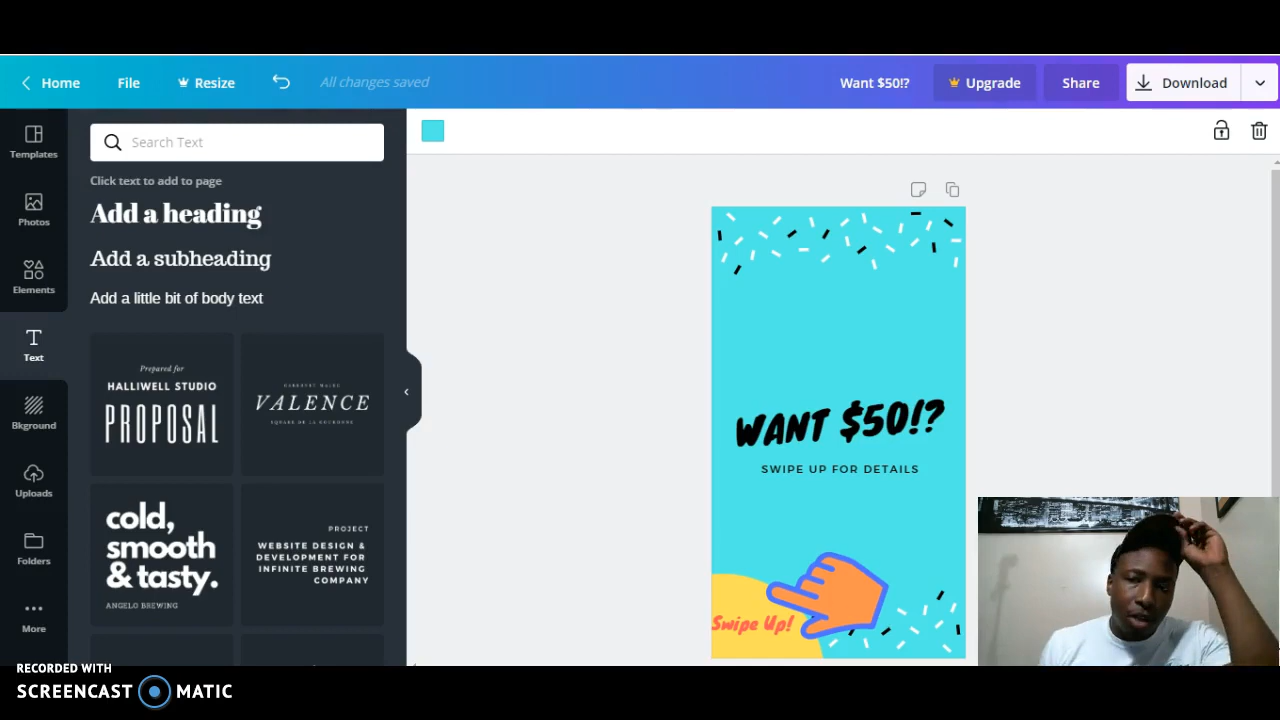 Home
File
Resize
All changes saved
Want $50!?
Upgrade
Share
Download
Templates
Photos
Elements
Text
Bkground
Uploads
Folders
More
Search Text
Click text to add to page
Add a heading
Add a subheading
Add a little bit of body text
Prepared for
HALLIWELL STUDIO
PROPOSAL
VALENCE
cold,
smooth
& tasty.
ANGELO BREWING
PROJECT
WEBSITE DESIGN &
DEVELOPMENT FOR
INFINITE BREWING
COMPANY
WANT $50!?
SWIPE UP FOR DETAILS
Swipe Up!
RECORDED WITH
SCREENCAST MATIC